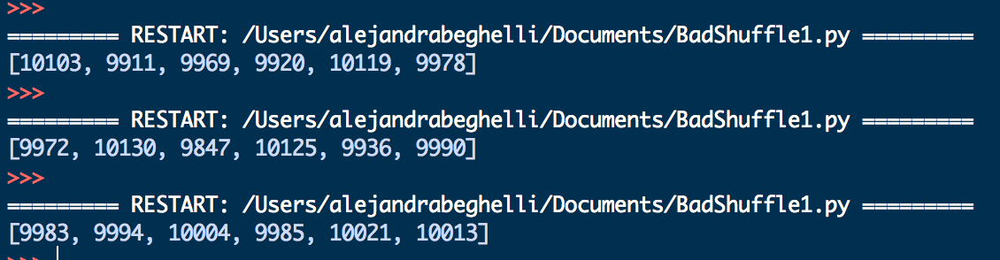 >>>
========= RESTART: /Users/alejandrabeghelli/Documents/BadShuffle1.py =========
[10103, 9911, 9969, 9920, 10119, 9978]
>>>
========= RESTART: /Users/alejandrabeghelli/Documents/BadShuffle1.py =========
[9972, 10130, 9847, 10125, 9936, 9990]
>>>
========= RESTART: /Users/alejandrabeghelli/Documents/BadShuffle1.py =========
[9983, 9994, 10004, 9985, 10021, 10013]
>>>